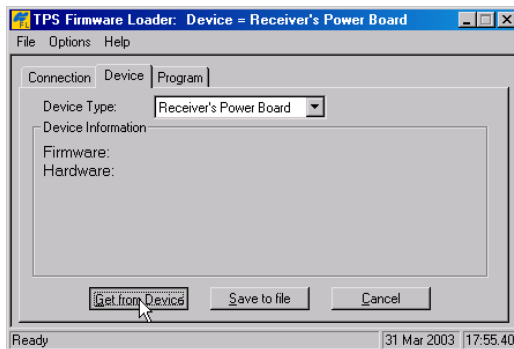 TPS Firmware Loader: Device = Receiver's Power Board
File Options Help
Connection Device Program
Device Type: Receiver's Power Board
Device Information
Firmware:
Hardware:
Get from Device Save to file Cancel
Ready 31 Mar 2003 17:55.40